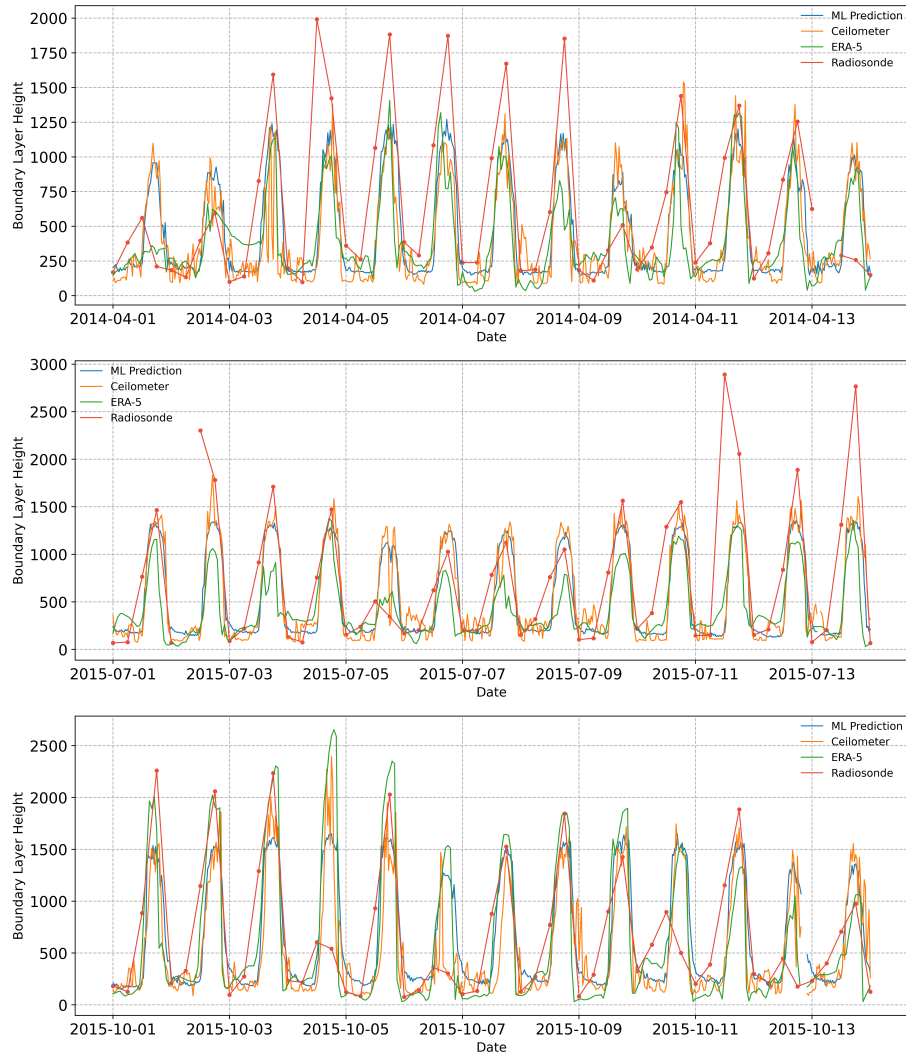 2000
1750
1500
1250
1000
750
500
250
0
Boundary Layer Height
ML Prediction
Ceilometer
ERA-5
Radiosonde
2014-04-01 2014-04-03 2014-04-05 2014-04-07 2014-04-09 2014-04-11 2014-04-13
Date
3000
2500
2000
1500
1000
500
0
Boundary Layer Height
ML Prediction
Ceilometer
ERA-5
Radiosonde
2015-07-01 2015-07-03 2015-07-05 2015-07-07 2015-07-09 2015-07-11 2015-07-13
Date
2500
2000
1500
1000
500
0
Boundary Layer Height
ML Prediction
Ceilometer
ERA-5
Radiosonde
2015-10-01 2015-10-03 2015-10-05 2015-10-07 2015-10-09 2015-10-11 2015-10-13
Date